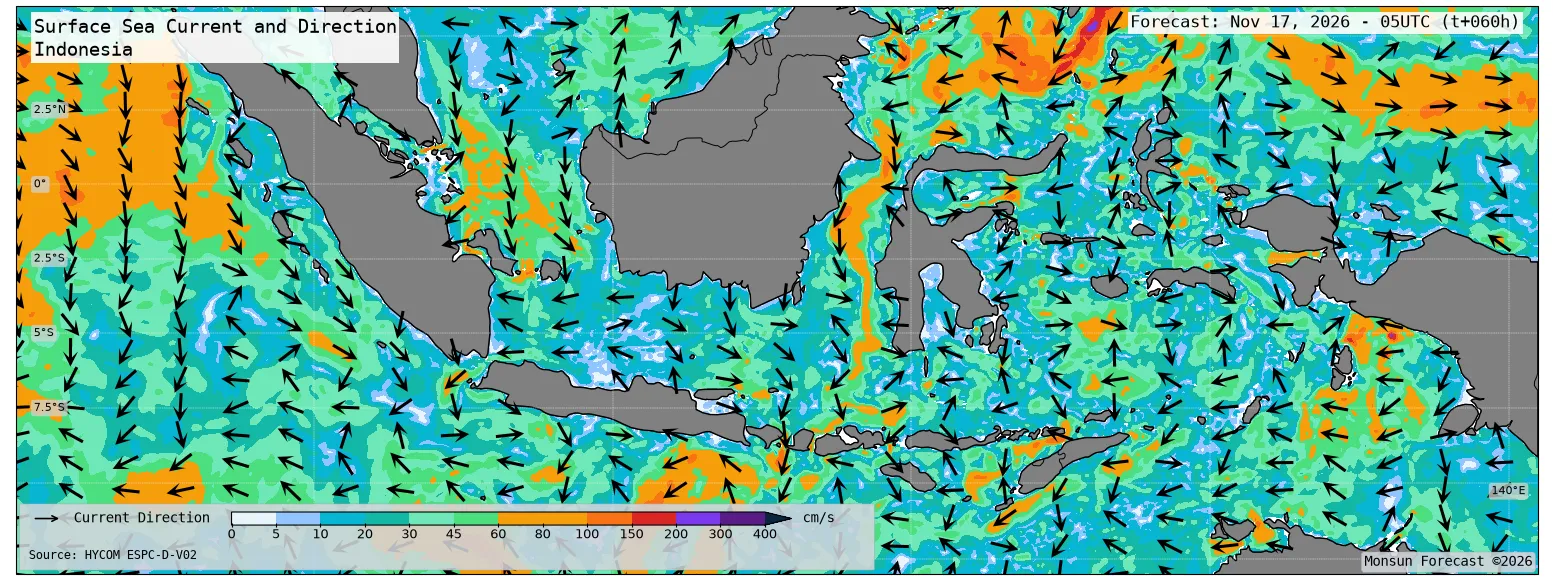 Surface Sea Current and Direction
Indonesia
Forecast: Nov 17, 2026 - 05UTC (t+060h)
2.5°N
0°
2.5°S
5°S
7.5°S
140°E
Current Direction
0 5 10 20 30 45 60 80 100 150 200 300 400
cm/s
Source: HYCOM ESPC-D-V02
Monsun Forecast ©2026